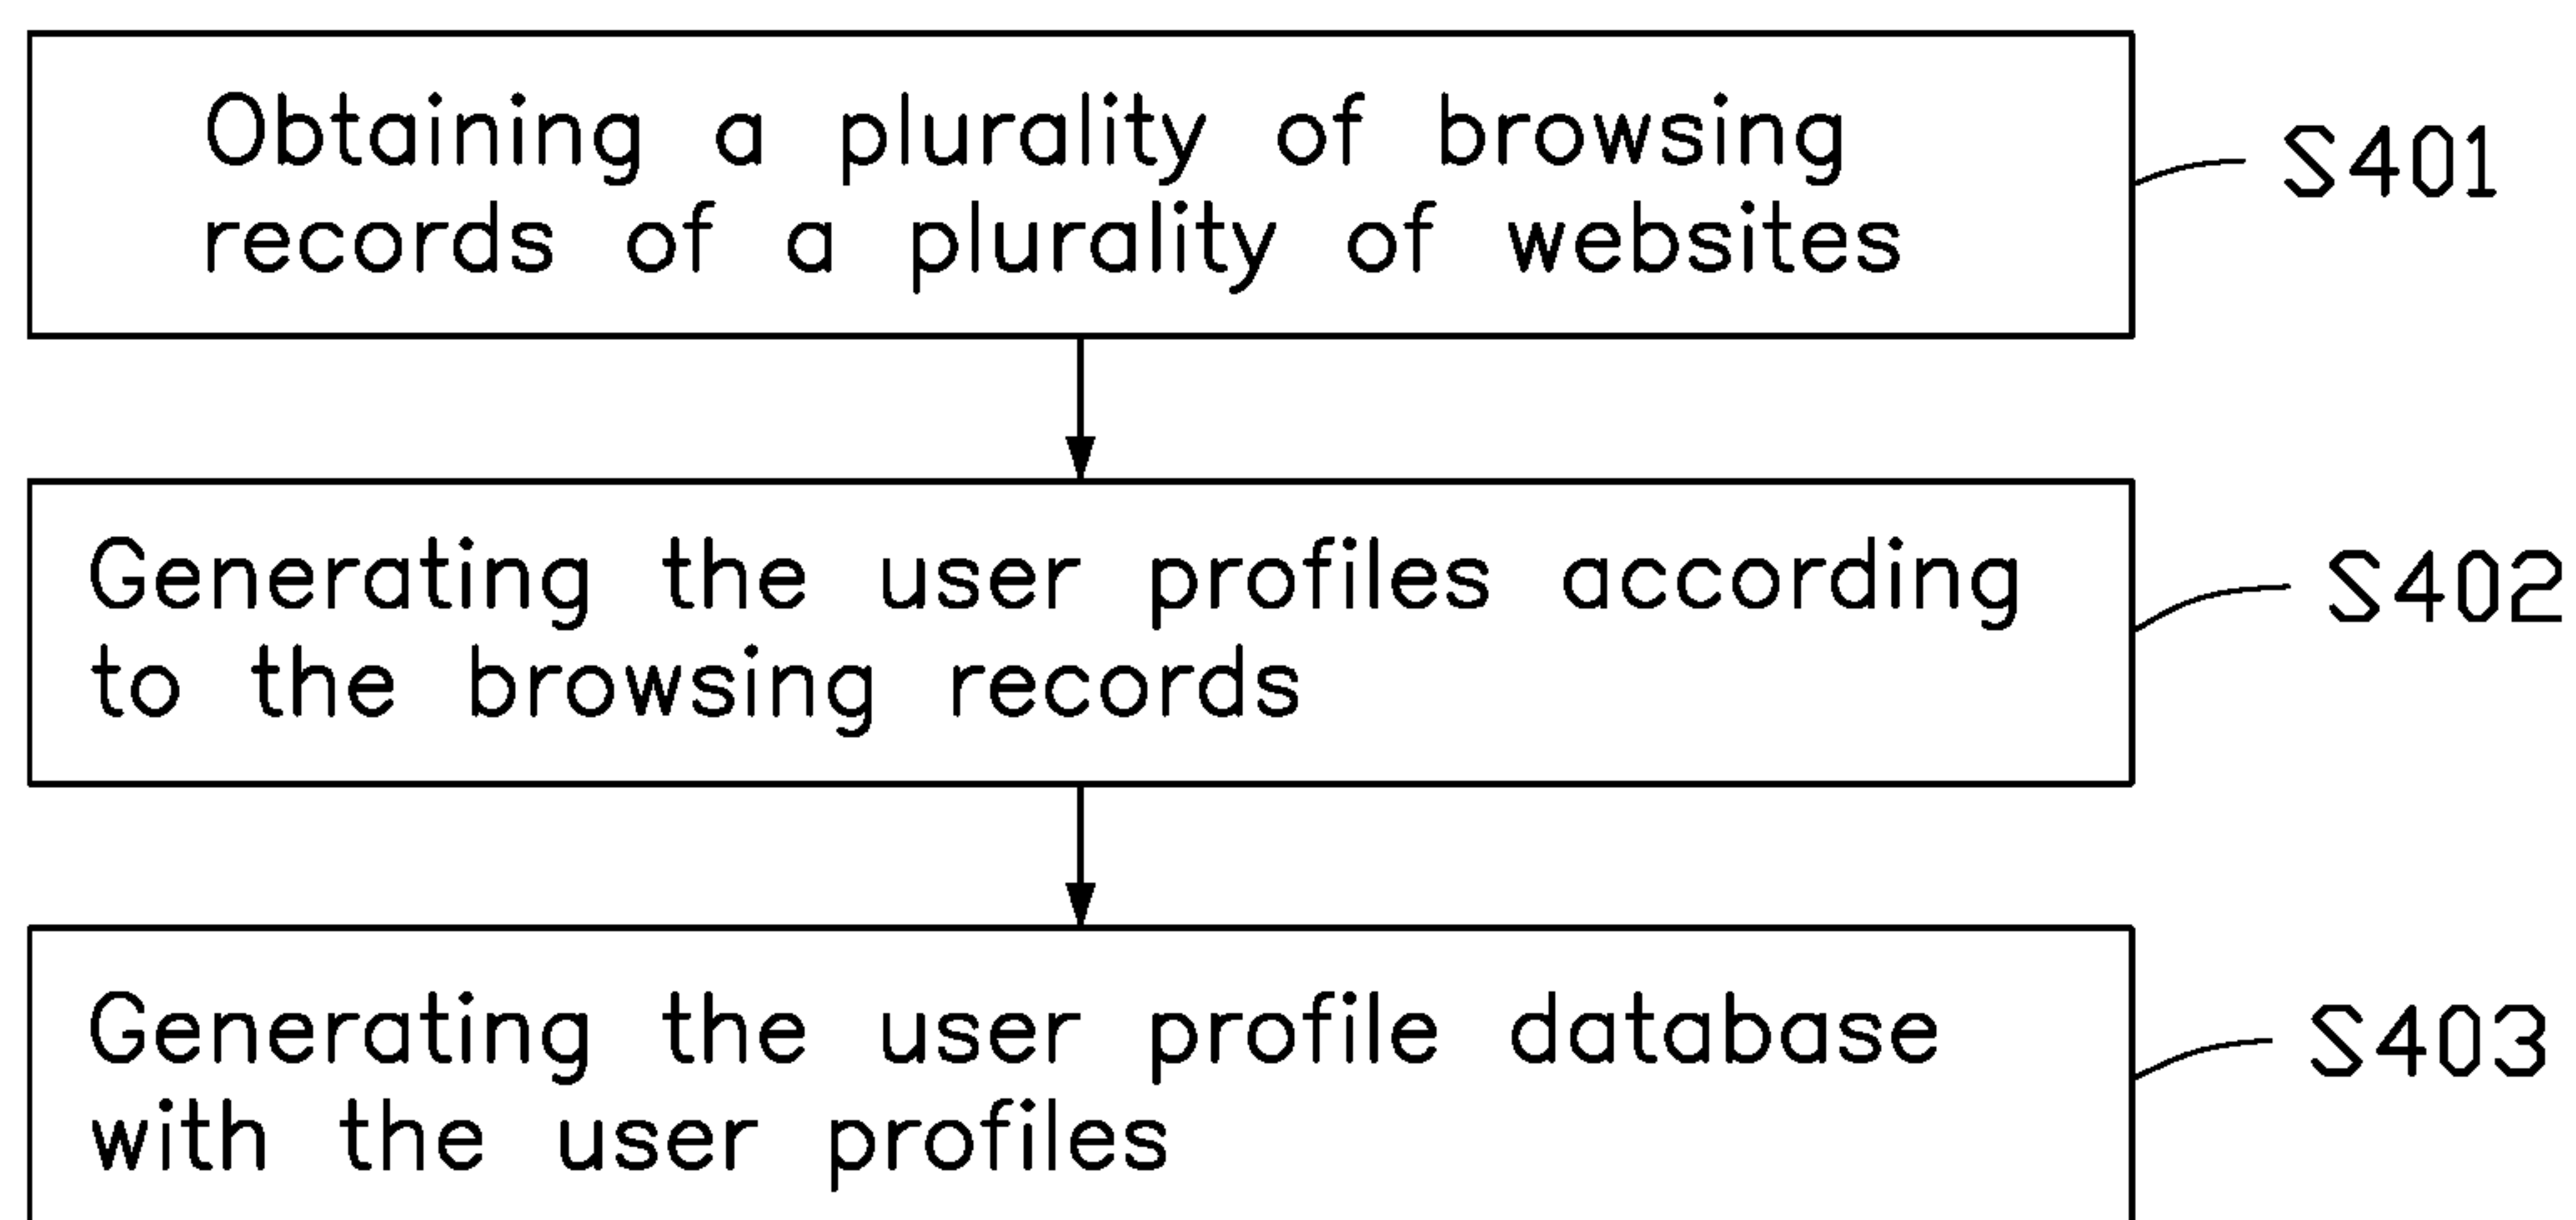 Obtaining a plurality of browsing
records of a plurality of websites
S401
Generating the user profiles according
to the browsing records
S402
Generating the user profile database
with the user profiles
S403